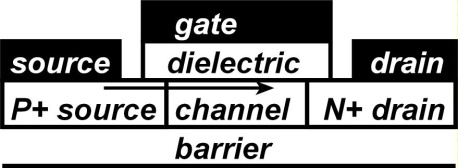 gate
source dielectric drain
P+ source channel N+ drain
barrier